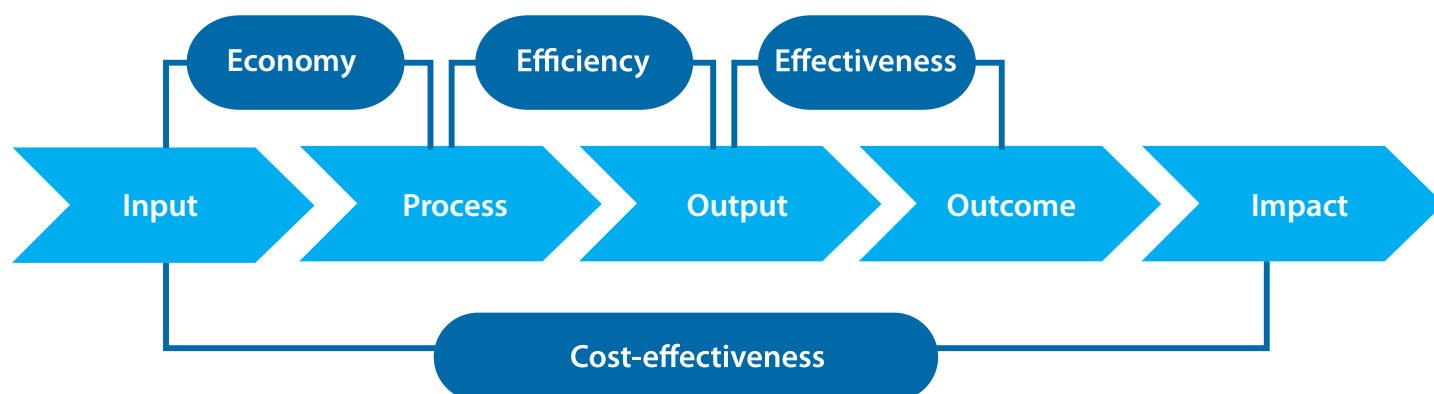 Economy
Efficiency
Effectiveness
Input
Process
Output
Outcome
Impact
Cost-effectiveness